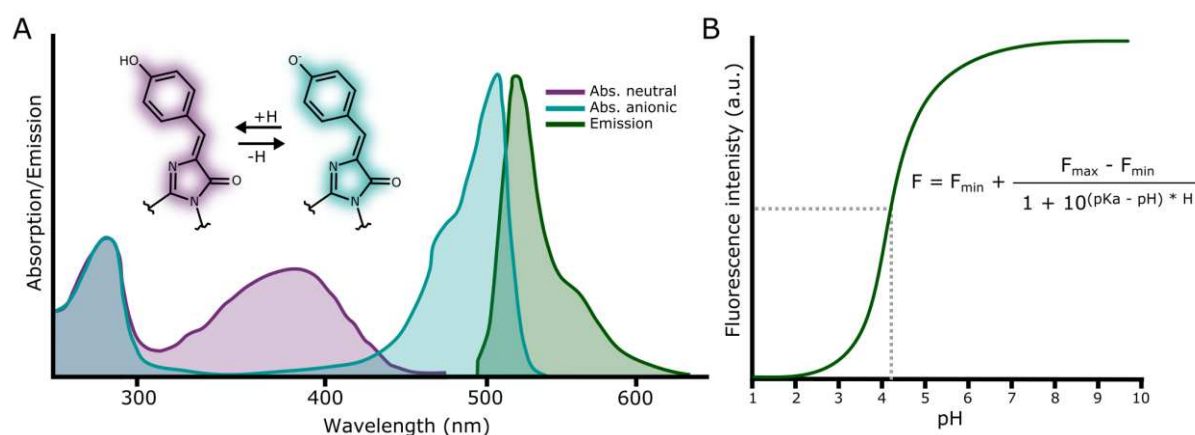 A
Absorption/Emission
HO
N
O
N
+H
-H
O-
N
O
N
Abs. neutral
Abs. anionic
Emission
300
400
500
600
Wavelength (nm)
B
Fluorescence intenisty (a.u.)
F = Fmin + Fmax - Fmin
1 + 10(pKa - pH) * H
1
2
3
4
5
6
7
8
9
10
pH